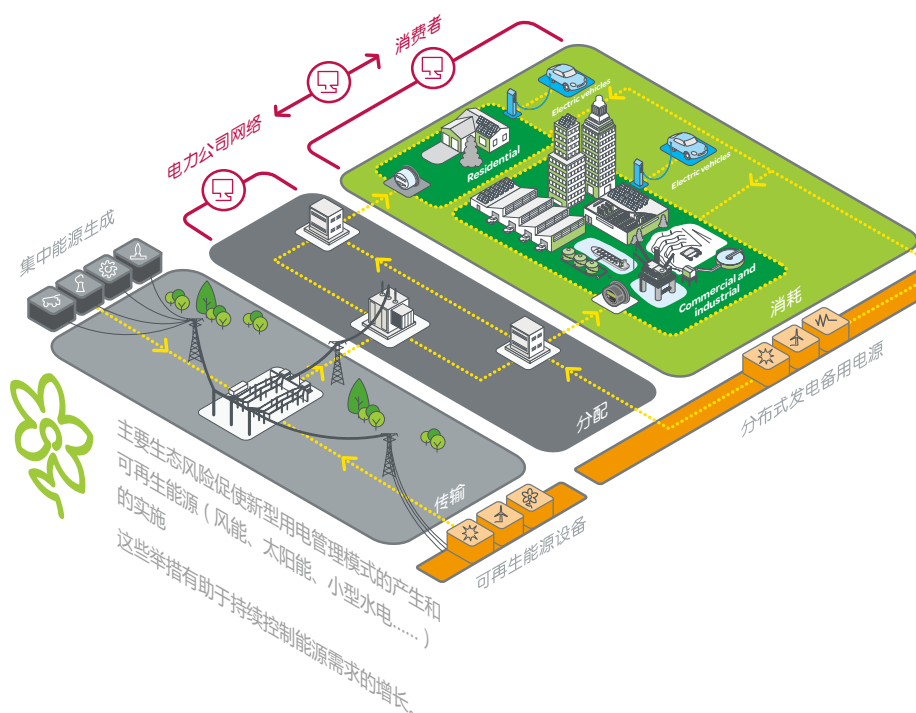 消费者
电力公司网络
集中能源生成
Electric vehicles
Residential
Electric vehicles
Commercial and
industrial
消耗
分配
传输
分布式发电备用电源
可再生能源设备
主要生态风险促使新型用电管理模式的产生和
可再生能源（风能、太阳能、小型水电......）
的实施
这些举措有助于持续控制能源需求的增长。